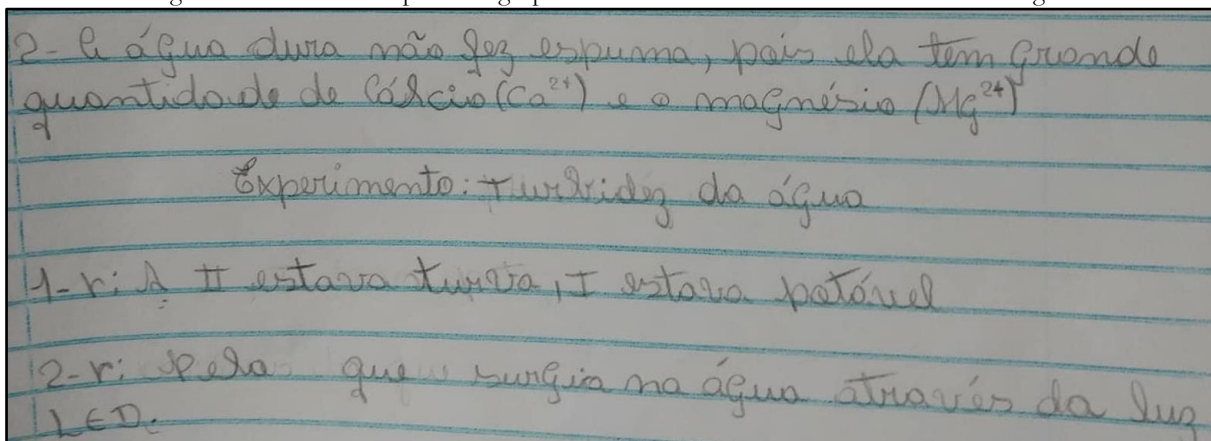 2- A água dura não fez espuma, pois ela tem grande
quantidade de Cálcio (Ca²⁺) e o magnésio (Mg²⁺)
Experimento: turbidez da água
1-r: A II estava turva, I estava potável
2-r: Pela que surgia na água através da luz
LED.